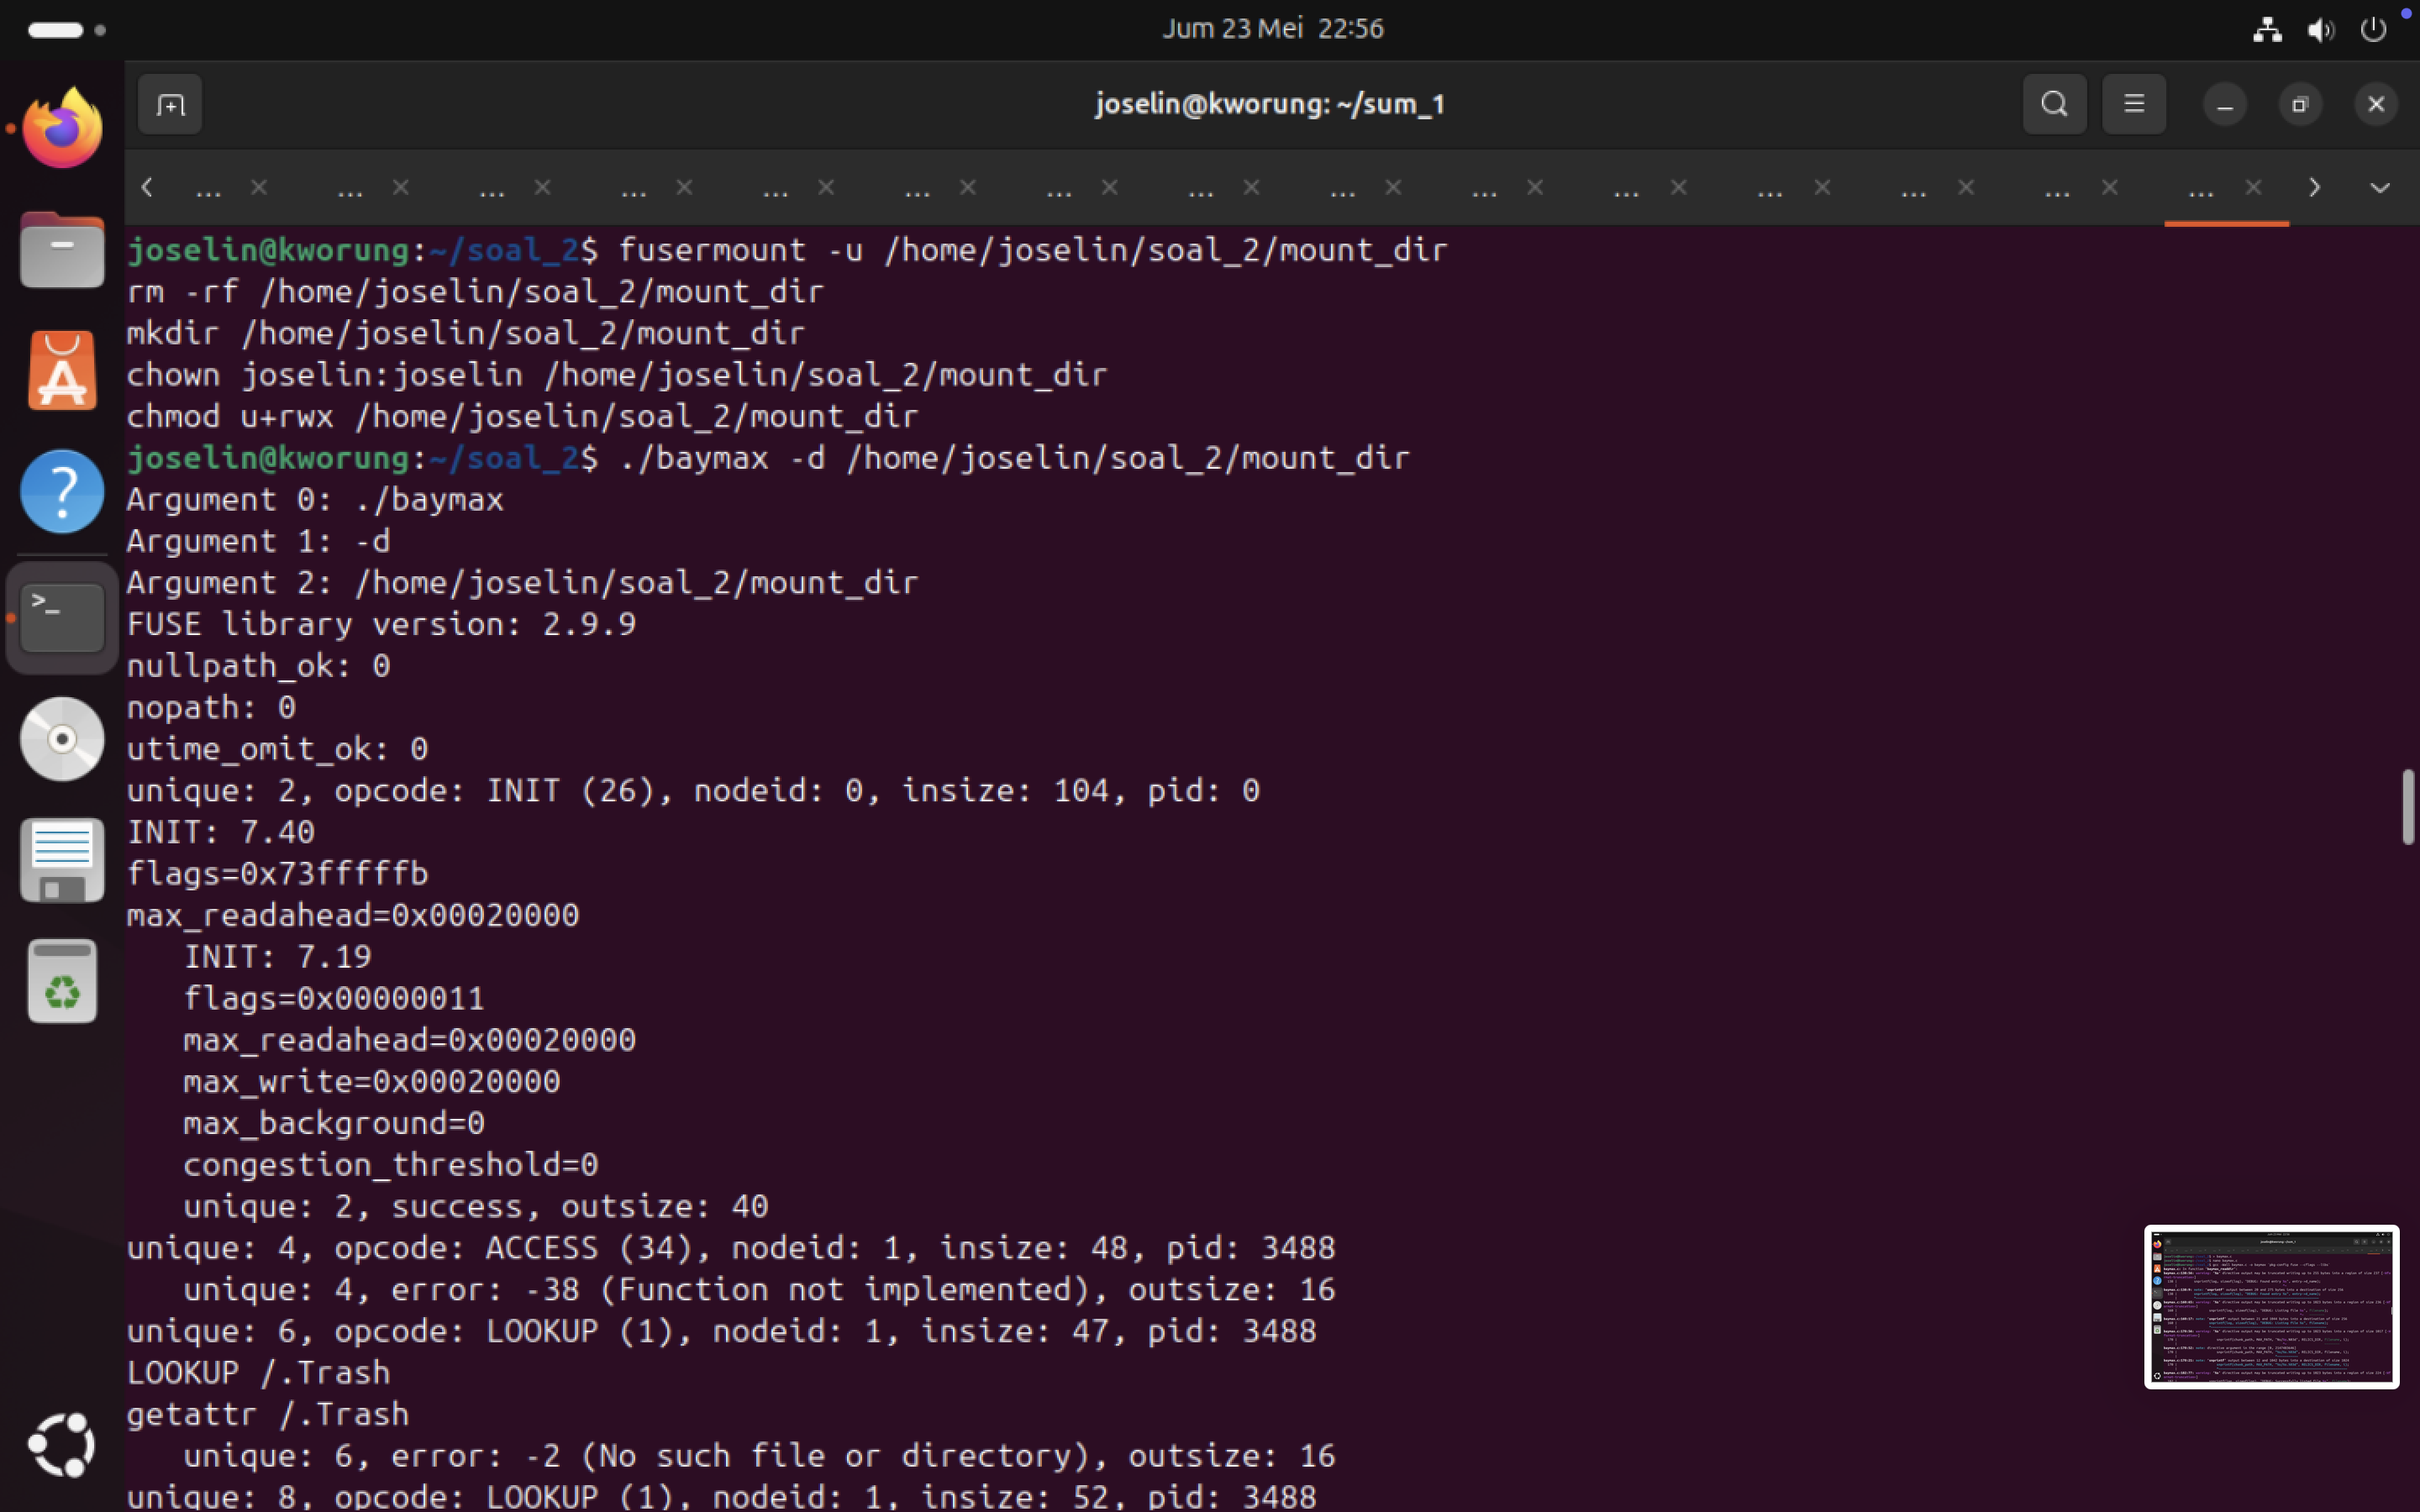 Jum 23 Mei 22:56
joselin@kworung: ~/sum_1
... ... ... ... ... ... ... ... ... ... ... ... ... ... ...
joselin@kworung:~/soal_2$ fusermount -u /home/joselin/soal_2/mount_dir
rm -rf /home/joselin/soal_2/mount_dir
mkdir /home/joselin/soal_2/mount_dir
chown joselin:joselin /home/joselin/soal_2/mount_dir
chmod u+rwx /home/joselin/soal_2/mount_dir
joselin@kworung:~/soal_2$ ./baymax -d /home/joselin/soal_2/mount_dir
Argument 0: ./baymax
Argument 1: -d
Argument 2: /home/joselin/soal_2/mount_dir
FUSE library version: 2.9.9
nullpath_ok: 0
nopath: 0
utime_omit_ok: 0
unique: 2, opcode: INIT (26), nodeid: 0, insize: 104, pid: 0
INIT: 7.40
flags=0x73fffffb
max_readahead=0x00020000
INIT: 7.19
flags=0x00000011
max_readahead=0x00020000
max_write=0x00020000
max_background=0
congestion_threshold=0
unique: 2, success, outsize: 40
unique: 4, opcode: ACCESS (34), nodeid: 1, insize: 48, pid: 3488
unique: 4, error: -38 (Function not implemented), outsize: 16
unique: 6, opcode: LOOKUP (1), nodeid: 1, insize: 47, pid: 3488
LOOKUP /.Trash
getattr /.Trash
unique: 6, error: -2 (No such file or directory), outsize: 16
unique: 8, opcode: LOOKUP (1), nodeid: 1, insize: 52, pid: 3488